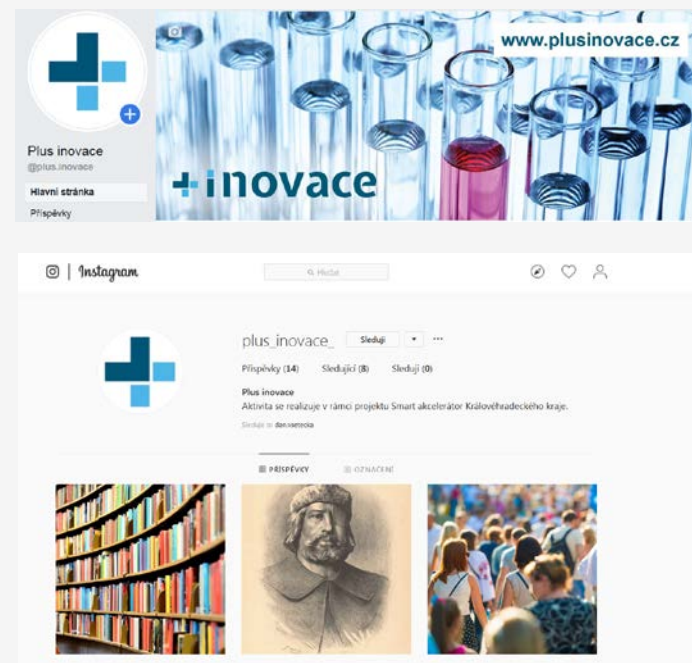 www.plusinovace.cz
Plus inovace
@plus.inovace
Hlavní stránka
Příspěvky
+inovace
Instagram
Hledat
plus_inovace_ Sleduji
Příspěvky (14) Sledující (8) Sleduji (0)
Plus inovace
Aktivita se realizuje v rámci projektu Smart akcelerátor Královéhradeckého kraje.
PŘÍSPĚVKY OZNAČENÍ